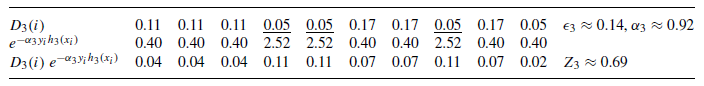 D₃(i) 0.11 0.11 0.11 0.05 0.05 0.17 0.17 0.05 0.17 0.05 ϵ₃ ≈ 0.14, α₃ ≈ 0.92
e^{−α₃ yᵢ h₃(xᵢ)} 0.40 0.40 0.40 2.52 2.52 0.40 0.40 2.52 0.40 0.40
D₃(i) e^{−α₃ yᵢ h₃(xᵢ)} 0.04 0.04 0.04 0.11 0.11 0.07 0.07 0.11 0.07 0.02 Z₃ ≈ 0.69